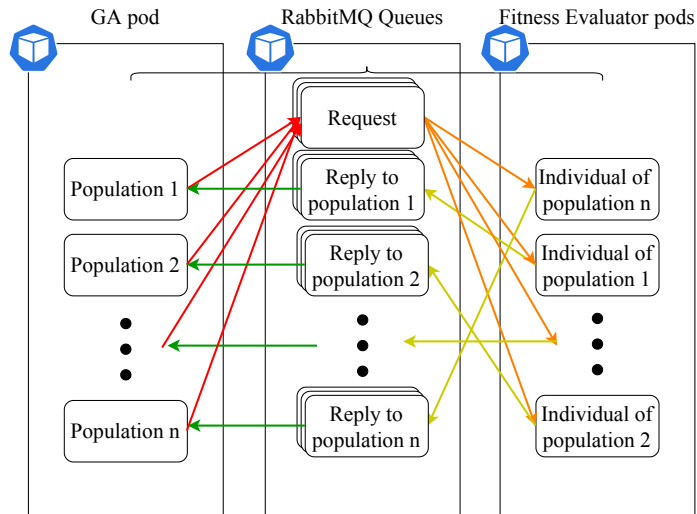 GA pod
RabbitMQ Queues
Fitness Evaluator pods
Request
Population 1
Reply to
population 1
Individual of
population n
Population 2
Reply to
population 2
Individual of
population 1
Population n
Reply to
population n
Individual of
population 2